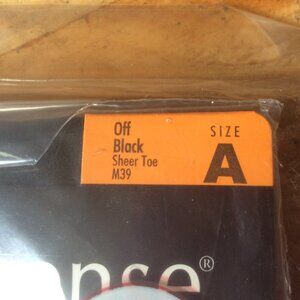 Off
Black
Sheer Toe
M39
SIZE
A